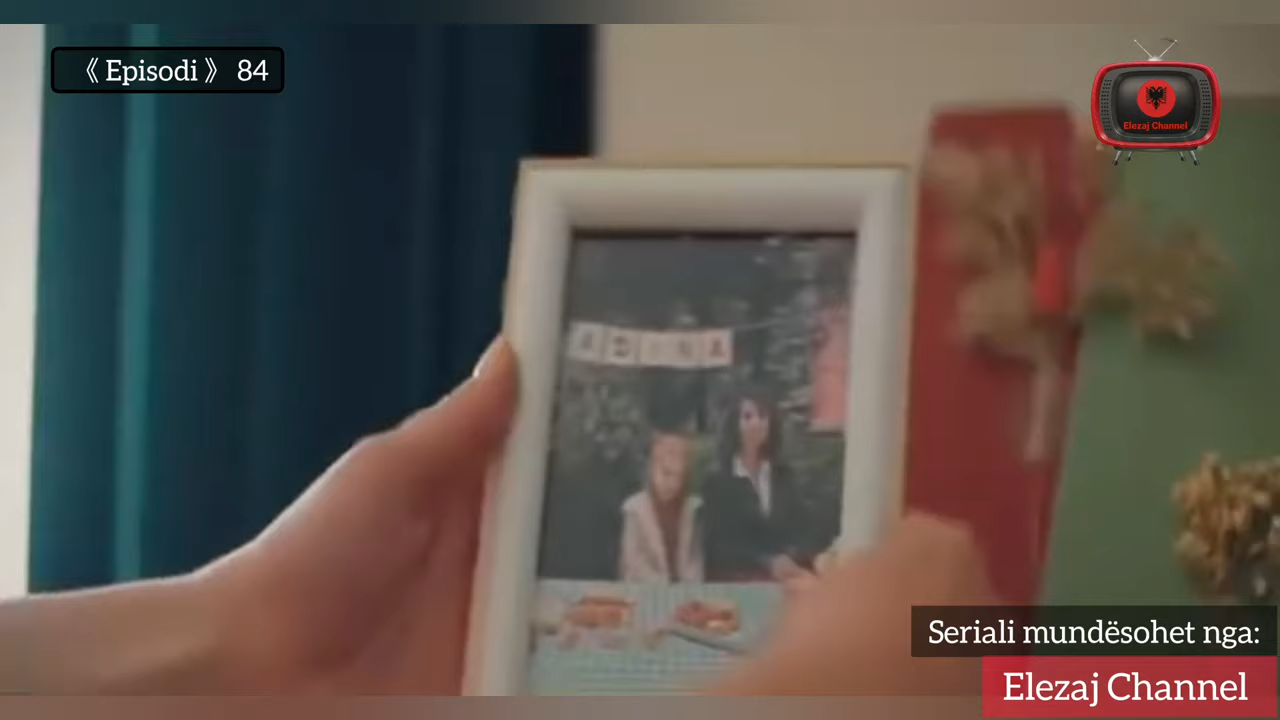 《 Episodi 》 84
Elezaj Channel
Seriali mundësohet nga:
Elezaj Channel